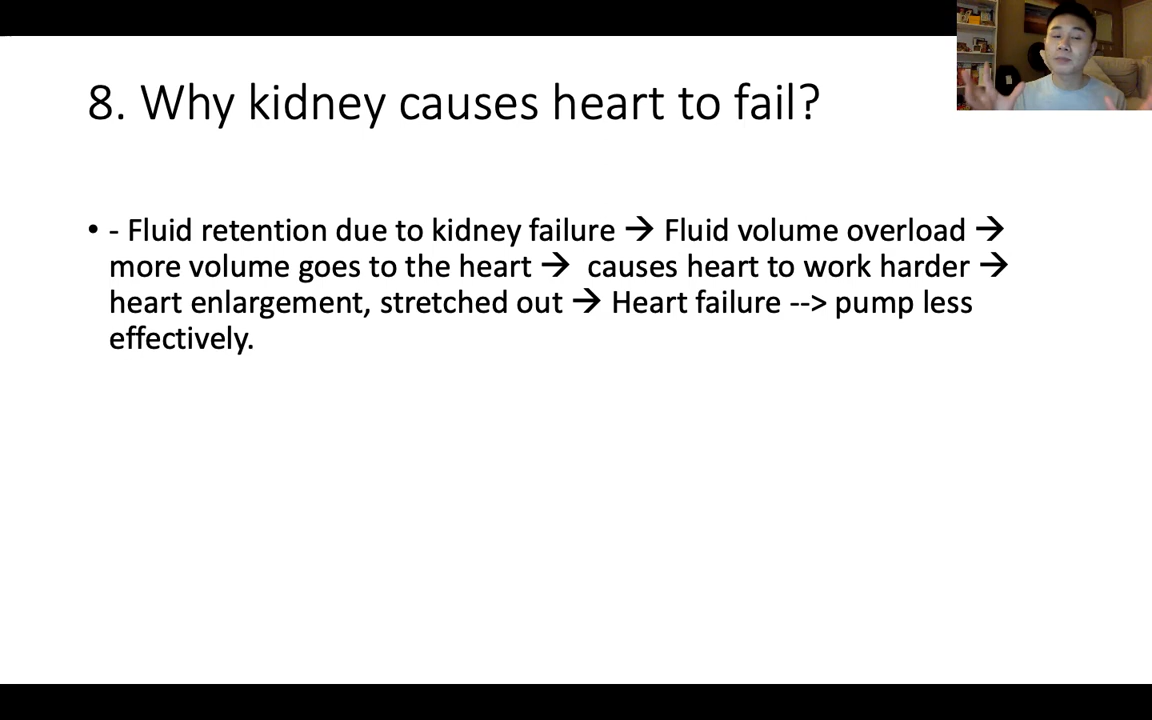 8. Why kidney causes heart to fail?
• - Fluid retention due to kidney failure → Fluid volume overload →
more volume goes to the heart → causes heart to work harder →
heart enlargement, stretched out → Heart failure --> pump less
effectively.